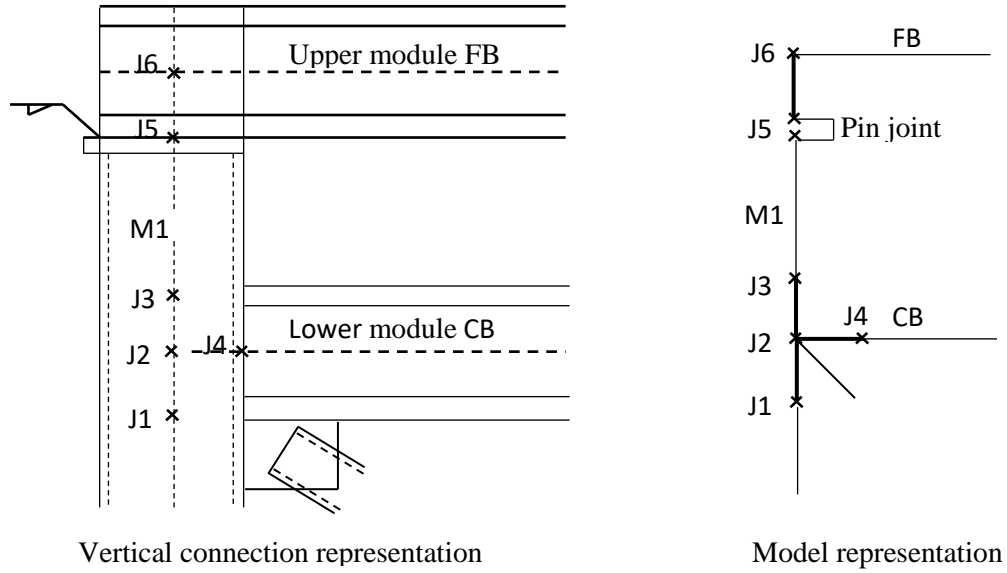 Upper module FB
J6
J5
M1
J3
Lower module CB
J2
J4
J1
Vertical connection representation
FB
J6
J5
Pin joint
M1
J3
J4
CB
J2
J1
Model representation